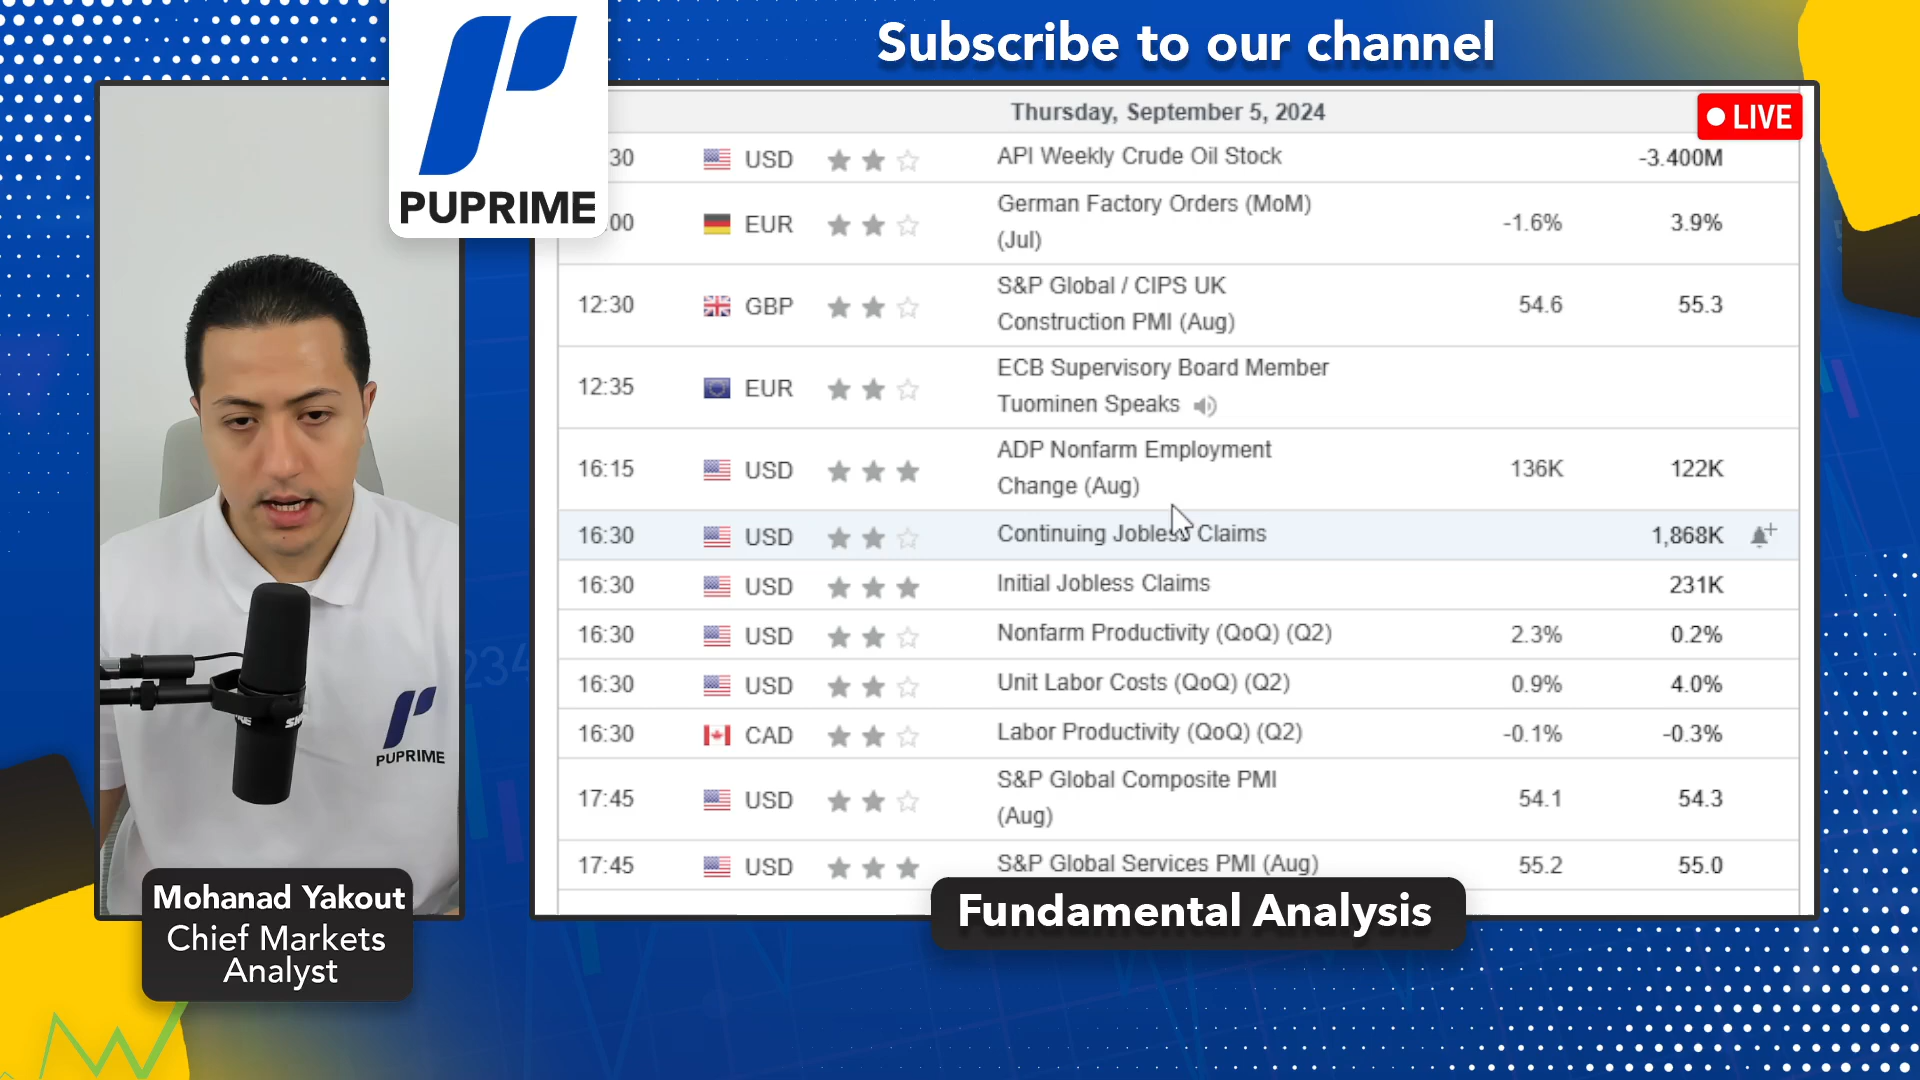 Subscribe to our channel
PUPRIME
LIVE
Thursday, September 5, 2024
30 USD API Weekly Crude Oil Stock -3.400M
:00 EUR German Factory Orders (MoM) (Jul) -1.6% 3.9%
12:30 GBP S&P Global / CIPS UK Construction PMI (Aug) 54.6 55.3
12:35 EUR ECB Supervisory Board Member Tuominen Speaks
16:15 USD ADP Nonfarm Employment Change (Aug) 136K 122K
16:30 USD Continuing Jobless Claims 1,868K
16:30 USD Initial Jobless Claims 231K
16:30 USD Nonfarm Productivity (QoQ) (Q2) 2.3% 0.2%
16:30 USD Unit Labor Costs (QoQ) (Q2) 0.9% 4.0%
16:30 CAD Labor Productivity (QoQ) (Q2) -0.1% -0.3%
17:45 USD S&P Global Composite PMI (Aug) 54.1 54.3
17:45 USD S&P Global Services PMI (Aug) 55.2 55.0
PUPRIME
Mohanad Yakout
Chief Markets
Analyst
Fundamental Analysis